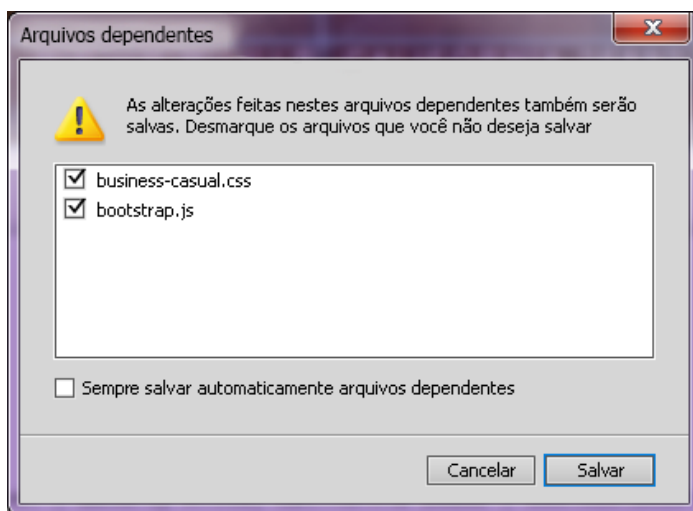 Arquivos dependentes
As alterações feitas nestes arquivos dependentes também serão
salvas. Desmarque os arquivos que você não deseja salvar
business-casual.css
bootstrap.js
Sempre salvar automaticamente arquivos dependentes
Cancelar
Salvar